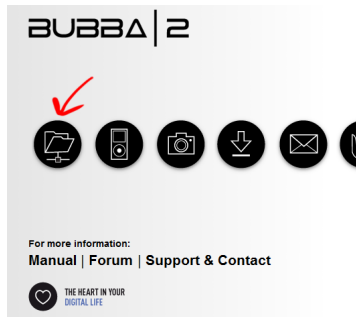 BUBBA|2
For more information:
Manual | Forum | Support & Contact
THE HEART IN YOUR
DIGITAL LIFE